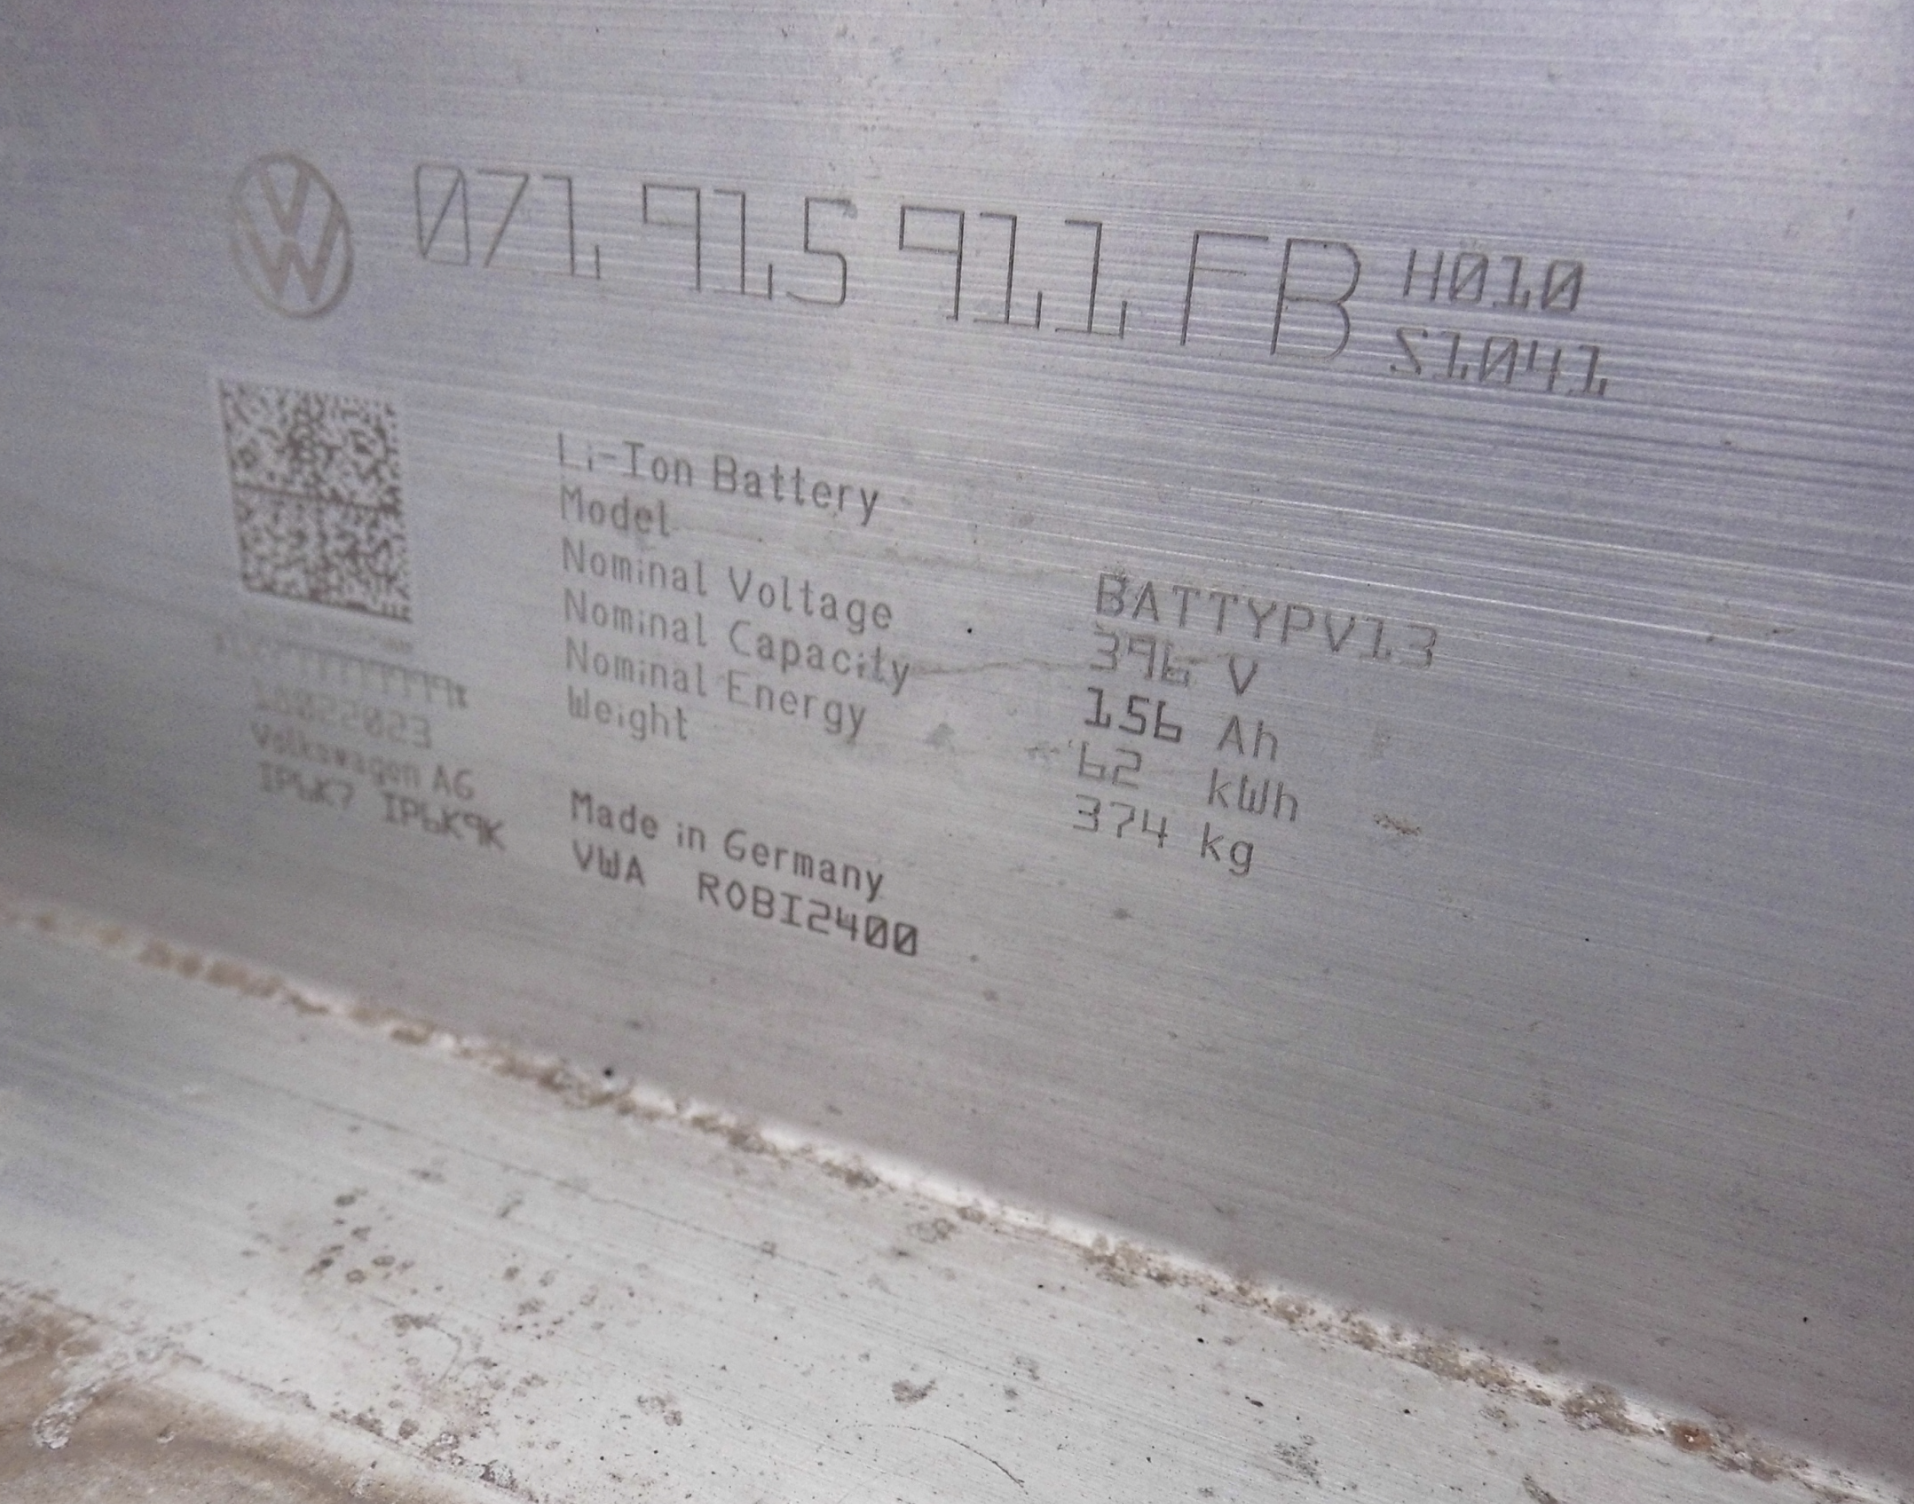 071 915 911 FB
H010
S1041
Li-Ion Battery
Model BATTYPV13
Nominal Voltage 396 V
Nominal Capacity 156 Ah
Nominal Energy 62 kWh
Weight 374 kg
Volkswagen AG
IP6K7 IP6K9K
Made in Germany
VWA ROBI2400